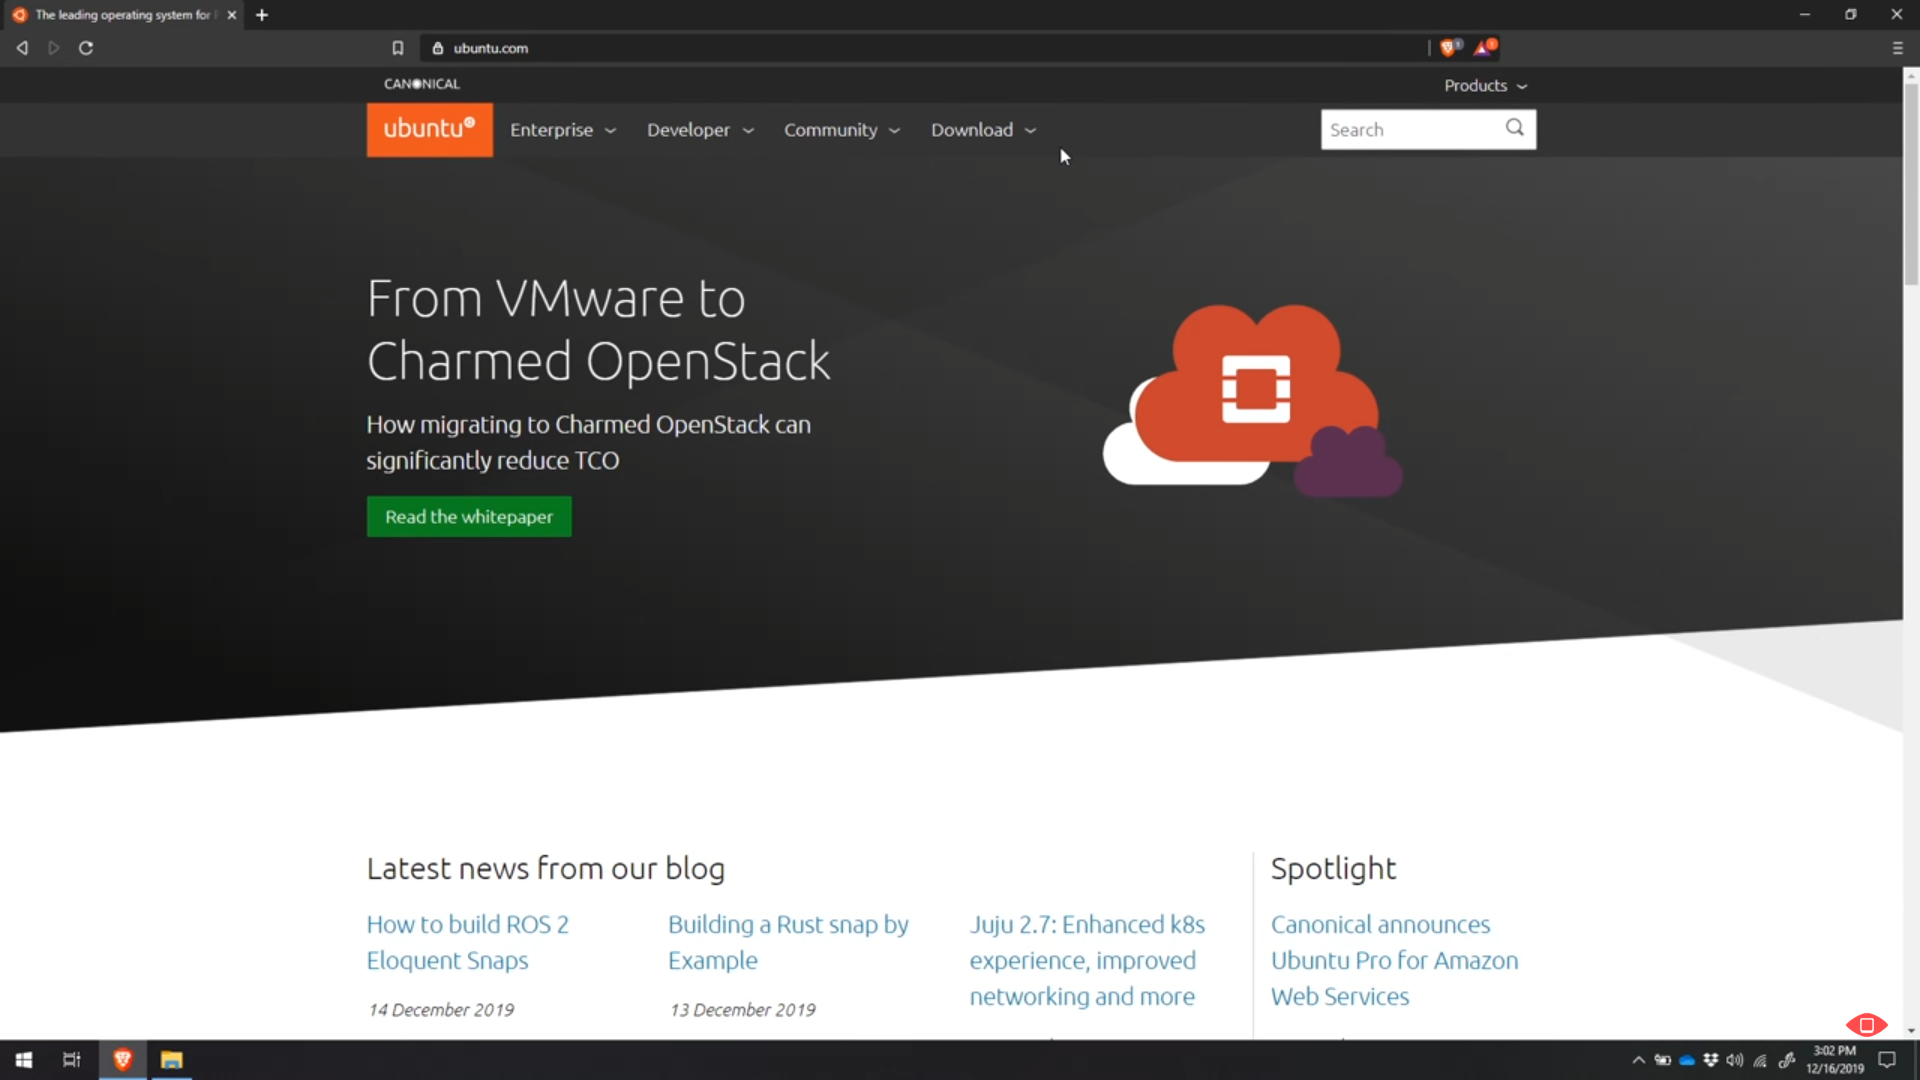 The leading operating system for
ubuntu.com
CANONICAL
Products
ubuntu
Enterprise
Developer
Community
Download
Search
From VMware to
Charmed OpenStack
How migrating to Charmed OpenStack can
significantly reduce TCO
Read the whitepaper
Latest news from our blog
How to build ROS 2
Eloquent Snaps
14 December 2019
Building a Rust snap by
Example
13 December 2019
Juju 2.7: Enhanced k8s
experience, improved
networking and more
Spotlight
Canonical announces
Ubuntu Pro for Amazon
Web Services
3:02 PM
12/16/2019